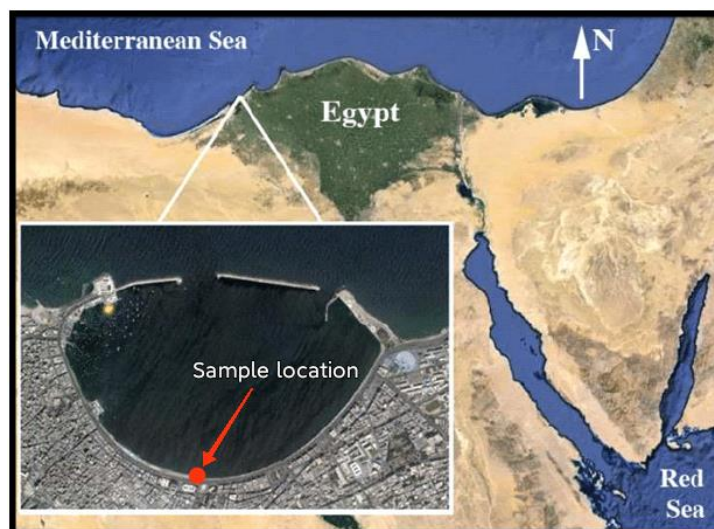 Mediterranean Sea
N
Egypt
Sample location
Red
Sea